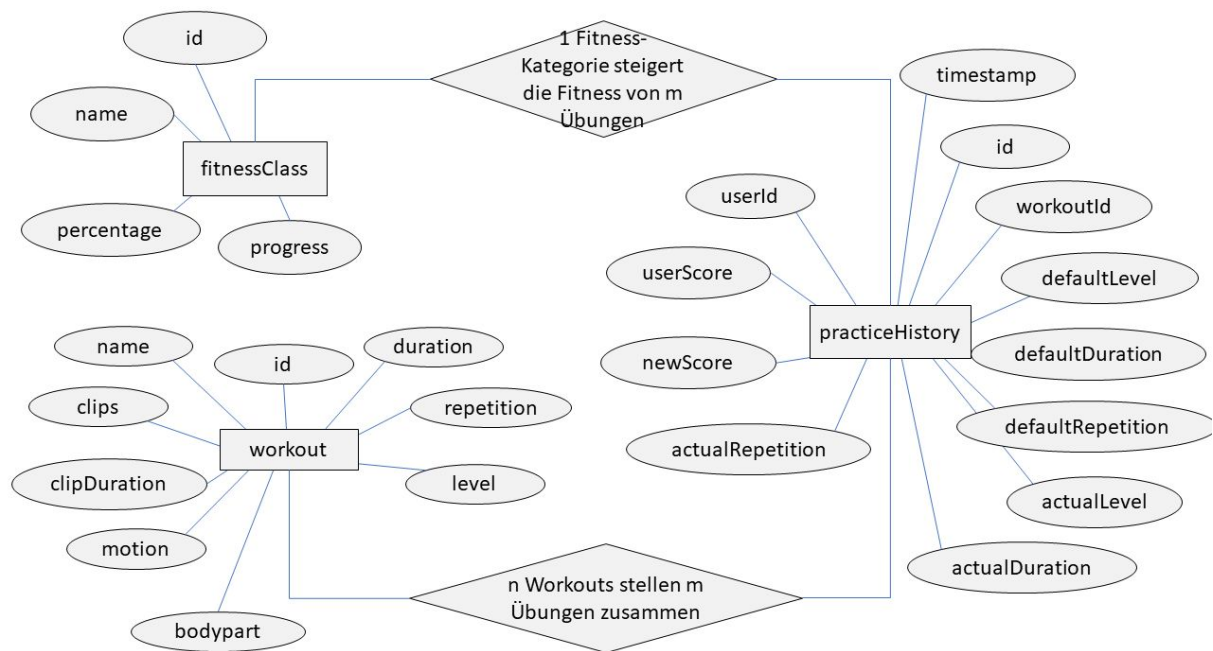 id
name
fitnessClass
percentage
progress
1 Fitness-
Kategorie steigert
die Fitness von m
Übungen
timestamp
id
workoutId
userId
userScore
newScore
actualRepetition
practiceHistory
defaultLevel
defaultDuration
defaultRepetition
actualLevel
actualDuration
name
id
duration
clips
repetition
workout
clipDuration
level
motion
bodypart
n Workouts stellen m
Übungen zusammen